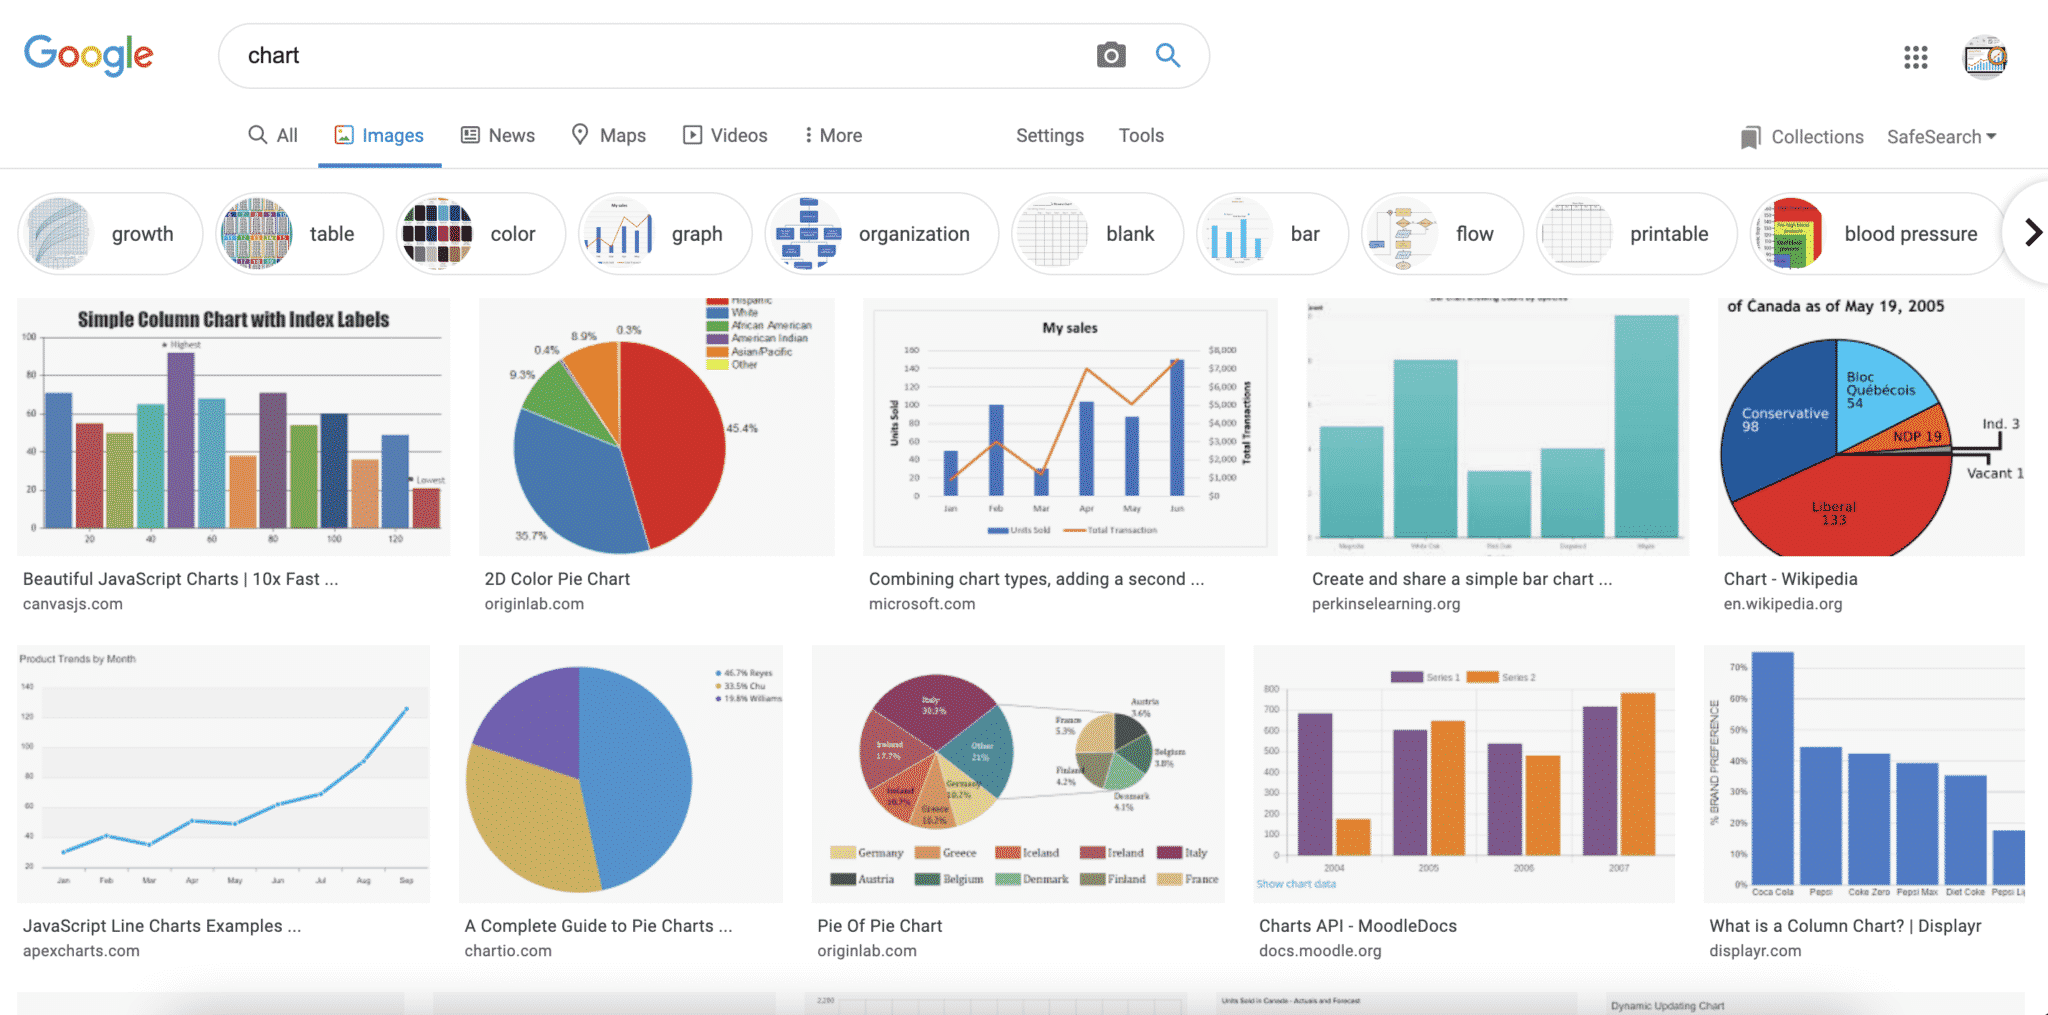 Google
chart
All
Images
News
Maps
Videos
More
Settings
Tools
Collections
SafeSearch
growth
table
color
graph
organization
blank
bar
flow
printable
blood pressure
Simple Column Chart with Index Labels
100
80
60
40
20
0
Highest
Lowest
20 40 60 80 100 120
Hispanic
White
African American
American Indian
Asian/Pacific
Other
0.3%
8.9%
0.4%
9.3%
45.4%
35.7%
My sales
Units Sold
160
140
120
100
80
60
40
20
0
$8,000
$7,000
$6,000
$5,000
$4,000
$3,000
$2,000
$1,000
$0
Total Transactions
Jan Feb Mar Apr May Jun
Units Sold Total Transaction
Magnolia White Oak Red Oak Dogwood Maple
of Canada as of May 19, 2005
Bloc
Québécois
54
Conservative
98
NDP 19
Ind. 3
Vacant 1
Liberal
133
Beautiful JavaScript Charts | 10x Fast ...
canvasjs.com
2D Color Pie Chart
originlab.com
Combining chart types, adding a second ...
microsoft.com
Create and share a simple bar chart ...
perkinselearning.org
Chart - Wikipedia
en.wikipedia.org
Product Trends by Month
140
120
100
80
60
40
20
Jan Feb Mar Apr May Jun Jul Aug Sep
46.7% Reyes
33.5% Chu
19.8% Williams
Italy
30.3%
Ireland
17.7%
Iceland
10.7%
Greece
10.2%
Germany
10.2%
Other
21%
Austria
3.6%
France
5.3%
Belgium
3.8%
Finland
4.2%
Denmark
4.1%
Germany Greece Iceland Ireland Italy
Austria Belgium Denmark Finland France
Series 1 Series 2
800
700
600
500
400
300
200
100
0
2004 2005 2006 2007
Show chart data
% BRAND PREFERENCE
70%
60%
50%
40%
30%
20%
10%
0%
Coca Cola Pepsi Coke Zero Pepsi Max Diet Coke Pepsi
JavaScript Line Charts Examples ...
apexcharts.com
A Complete Guide to Pie Charts ...
chartio.com
Pie Of Pie Chart
originlab.com
Charts API - MoodleDocs
docs.moodle.org
What is a Column Chart? | Displayr
displayr.com
2,280
Units Sold in Canada - Actuals and Forecast
Dynamic Updating Chart